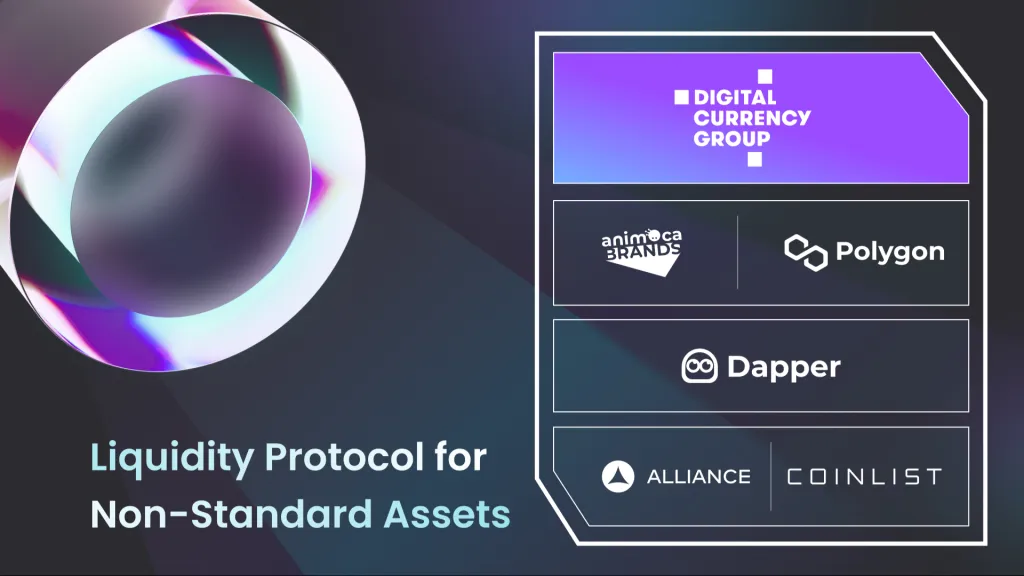 Liquidity Protocol for
Non-Standard Assets
DIGITAL
CURRENCY
GROUP
animoca
BRANDS
Polygon
Dapper
ALLIANCE
COINLIST